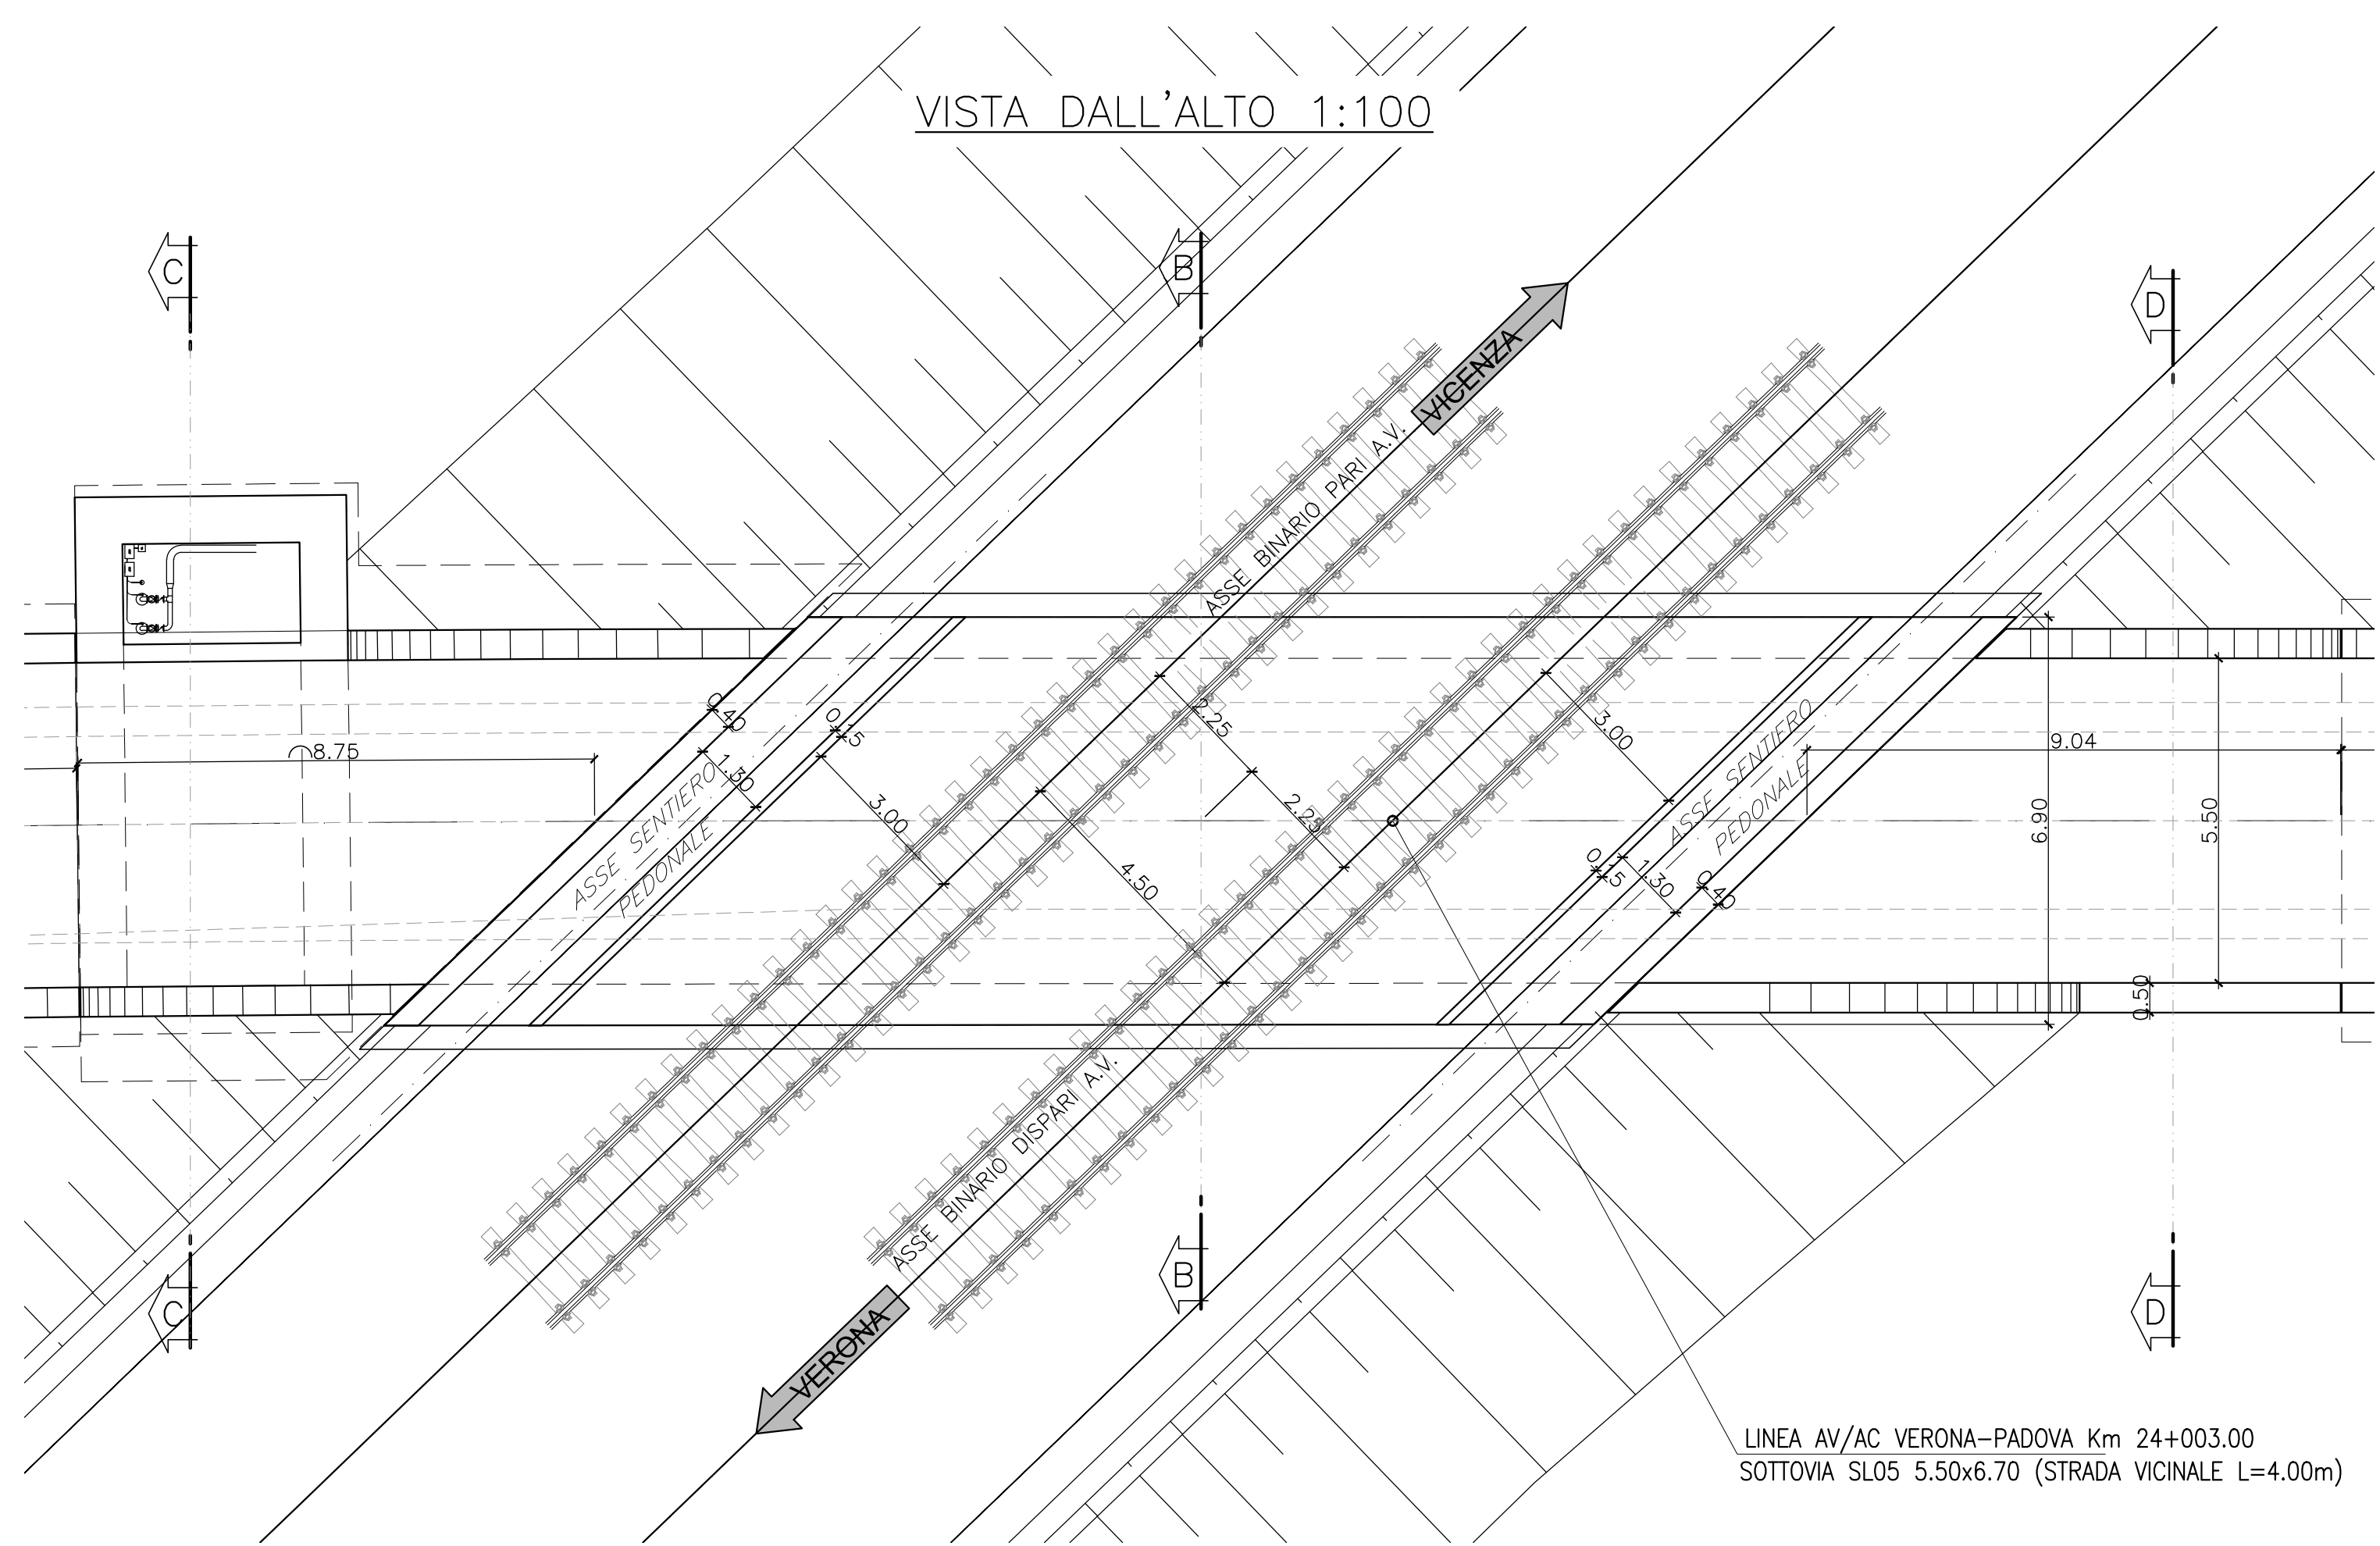 VISTA DALL'ALTO 1:100
C
B
D
VICENZA
ASSE BINARIO PARI A.V.
0.40
0.15
2.25
3.00
8.75
1.30
ASSE SENTIERO
PEDONALE
3.00
2.25
4.50
ASSE SENTIERO
PEDONALE
9.04
6.90
5.50
0.15
1.30
0.40
0.50
ASSE BINARIO DISPARI A.V.
C
B
D
VERONA
LINEA AV/AC VERONA-PADOVA Km 24+003.00
SOTTOVIA SL05 5.50x6.70 (STRADA VICINALE L=4.00m)